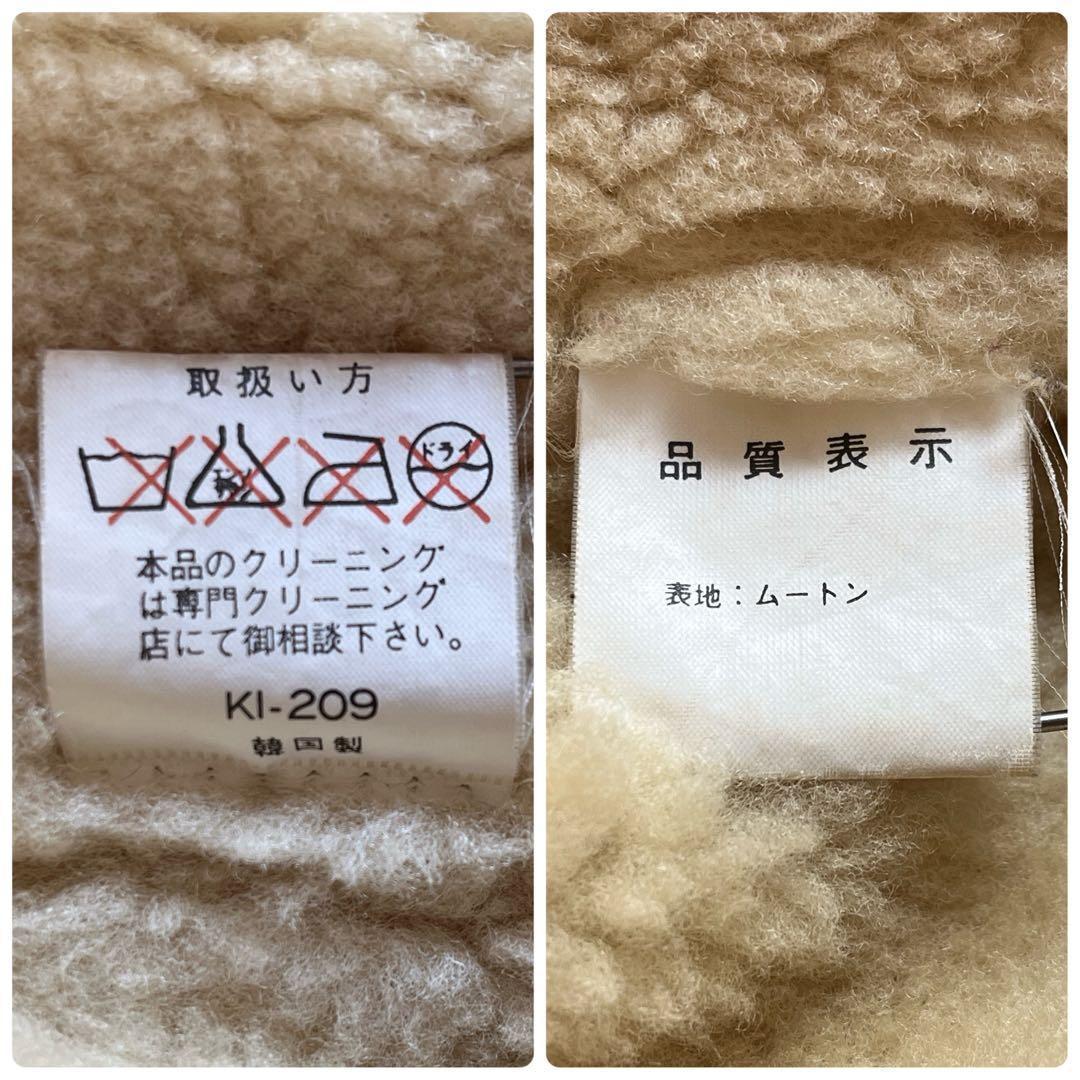 取扱い方
ドライ
本品のクリーニング
は専門クリーニング
店にて御相談下さい。
KI-209
韓国製
品質表示
表地:ムートン